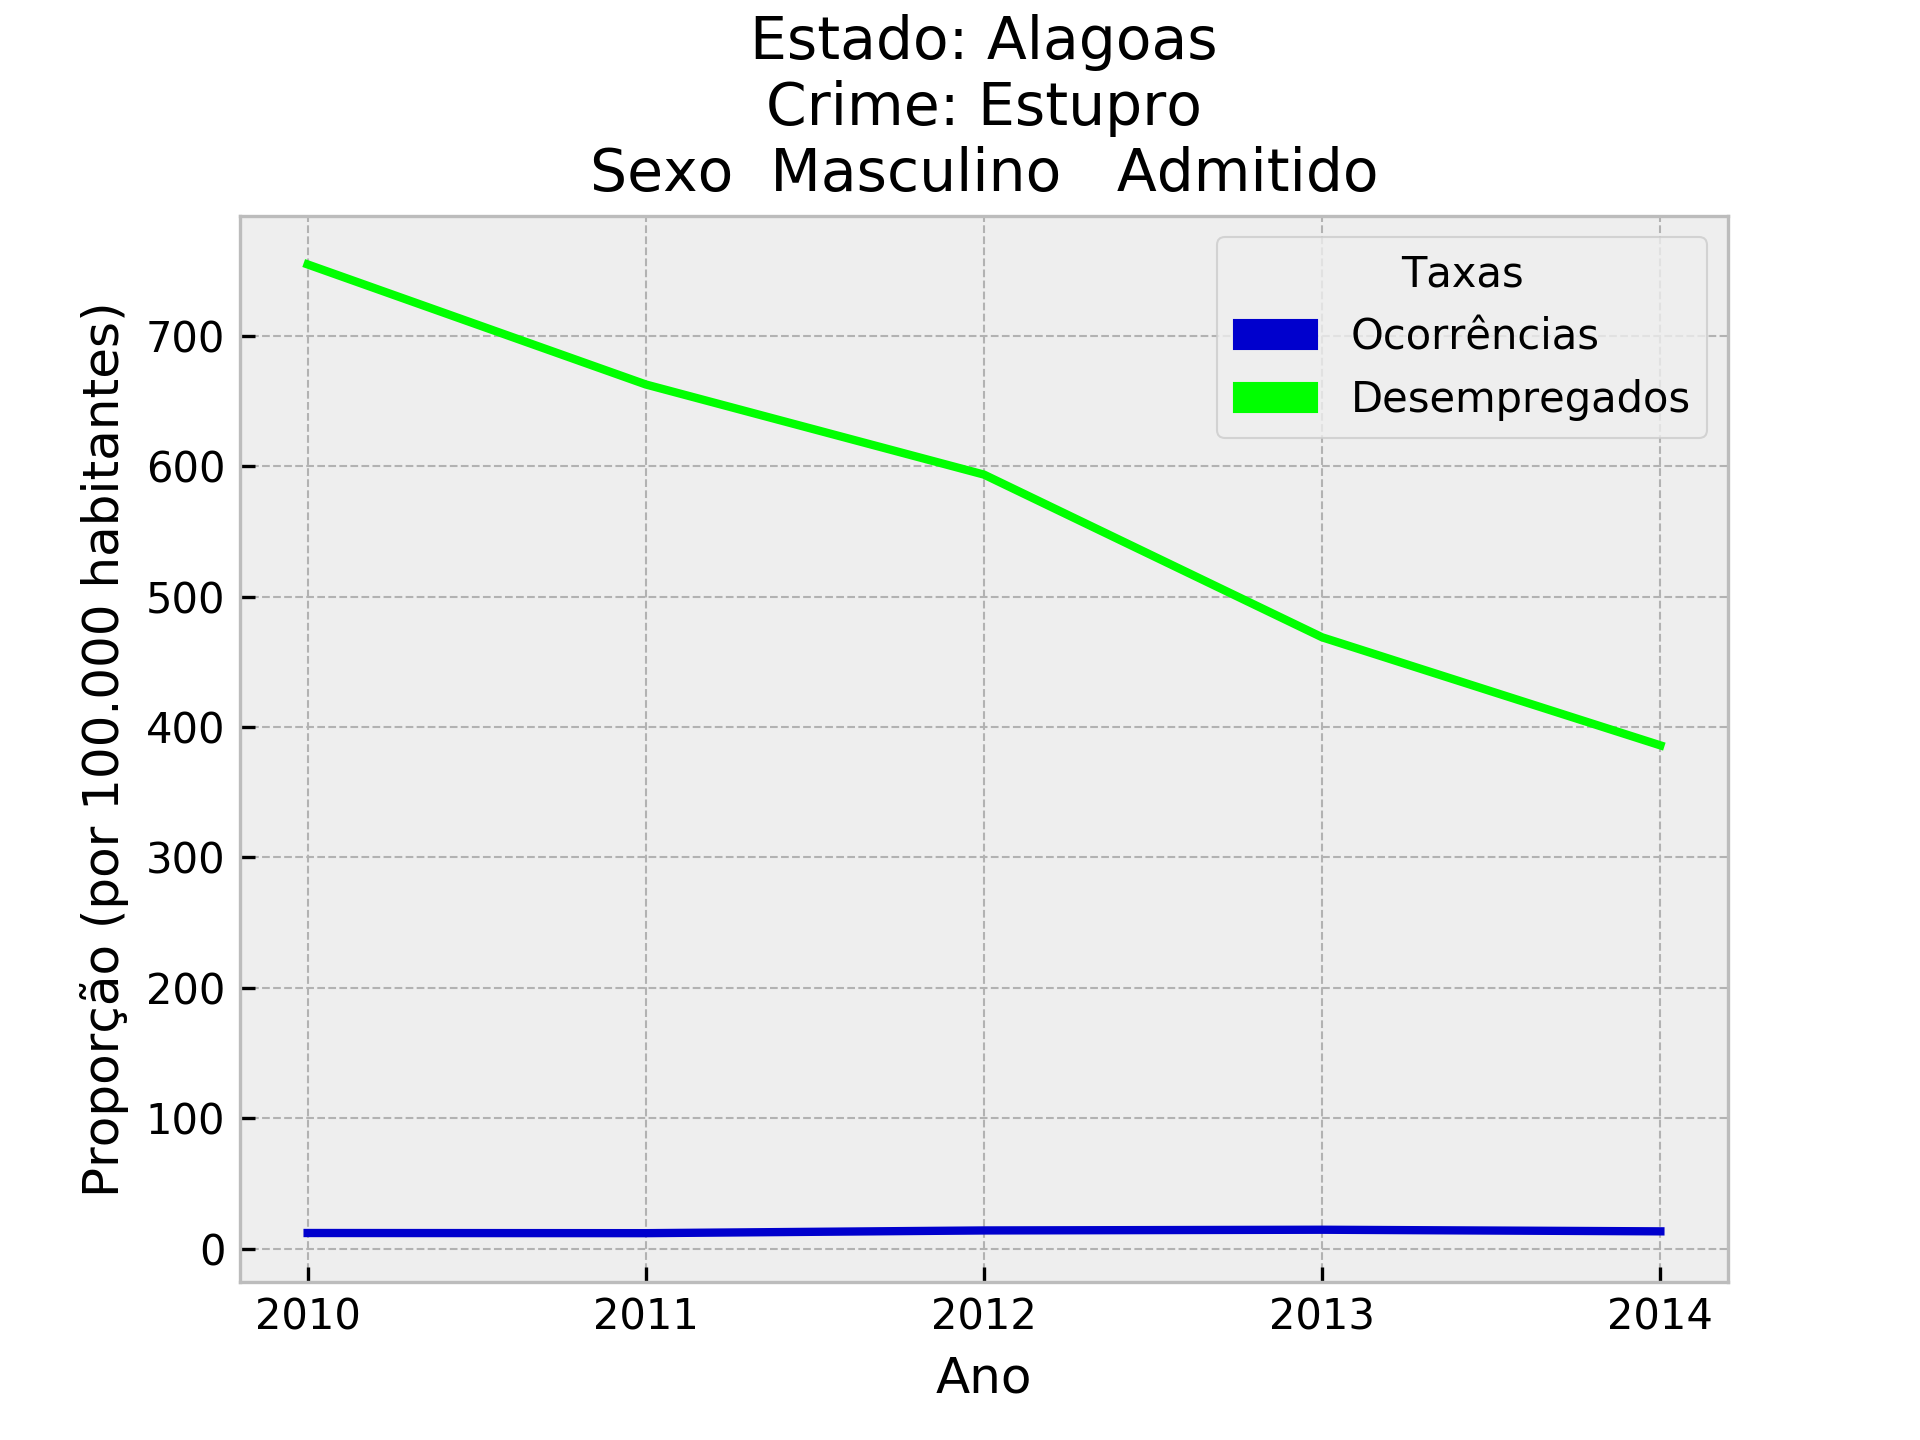 Estado: Alagoas
Crime: Estupro
Sexo  Masculino   Admitido
Taxas
Ocorrências
Desempregados
Proporção (por 100.000 habitantes)
700
600
500
400
300
200
100
0
2010 2011 2012 2013 2014
Ano